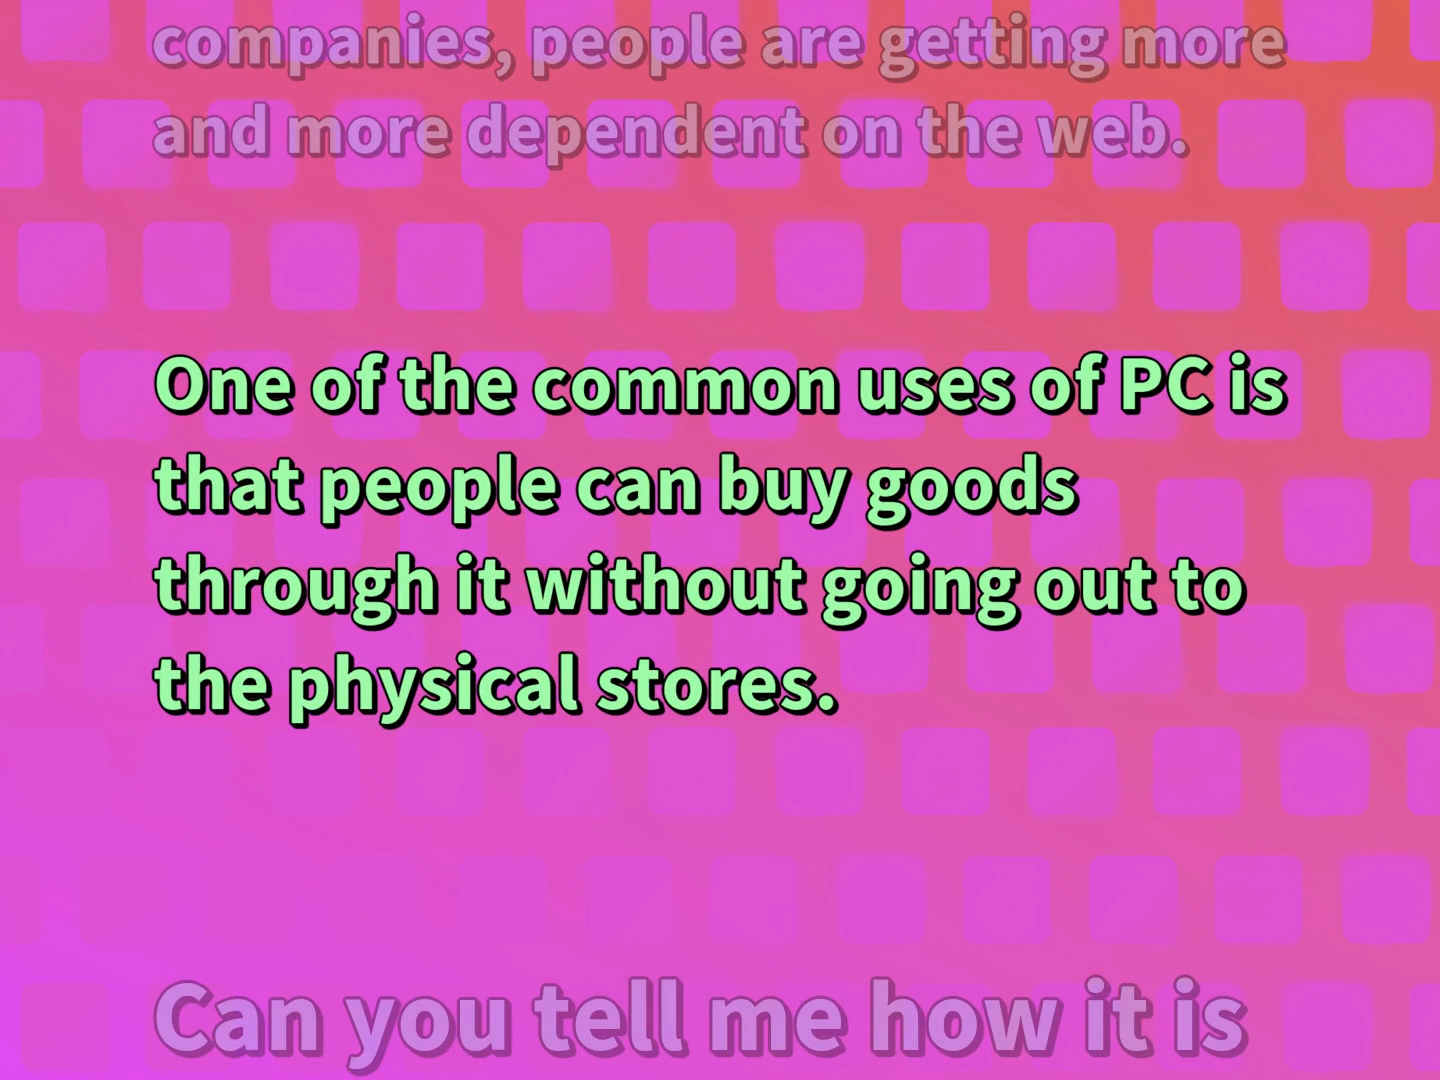 companies, people are getting more
and more dependent on the web.
One of the common uses of PC is
that people can buy goods
through it without going out to
the physical stores.
Can you tell me how it is